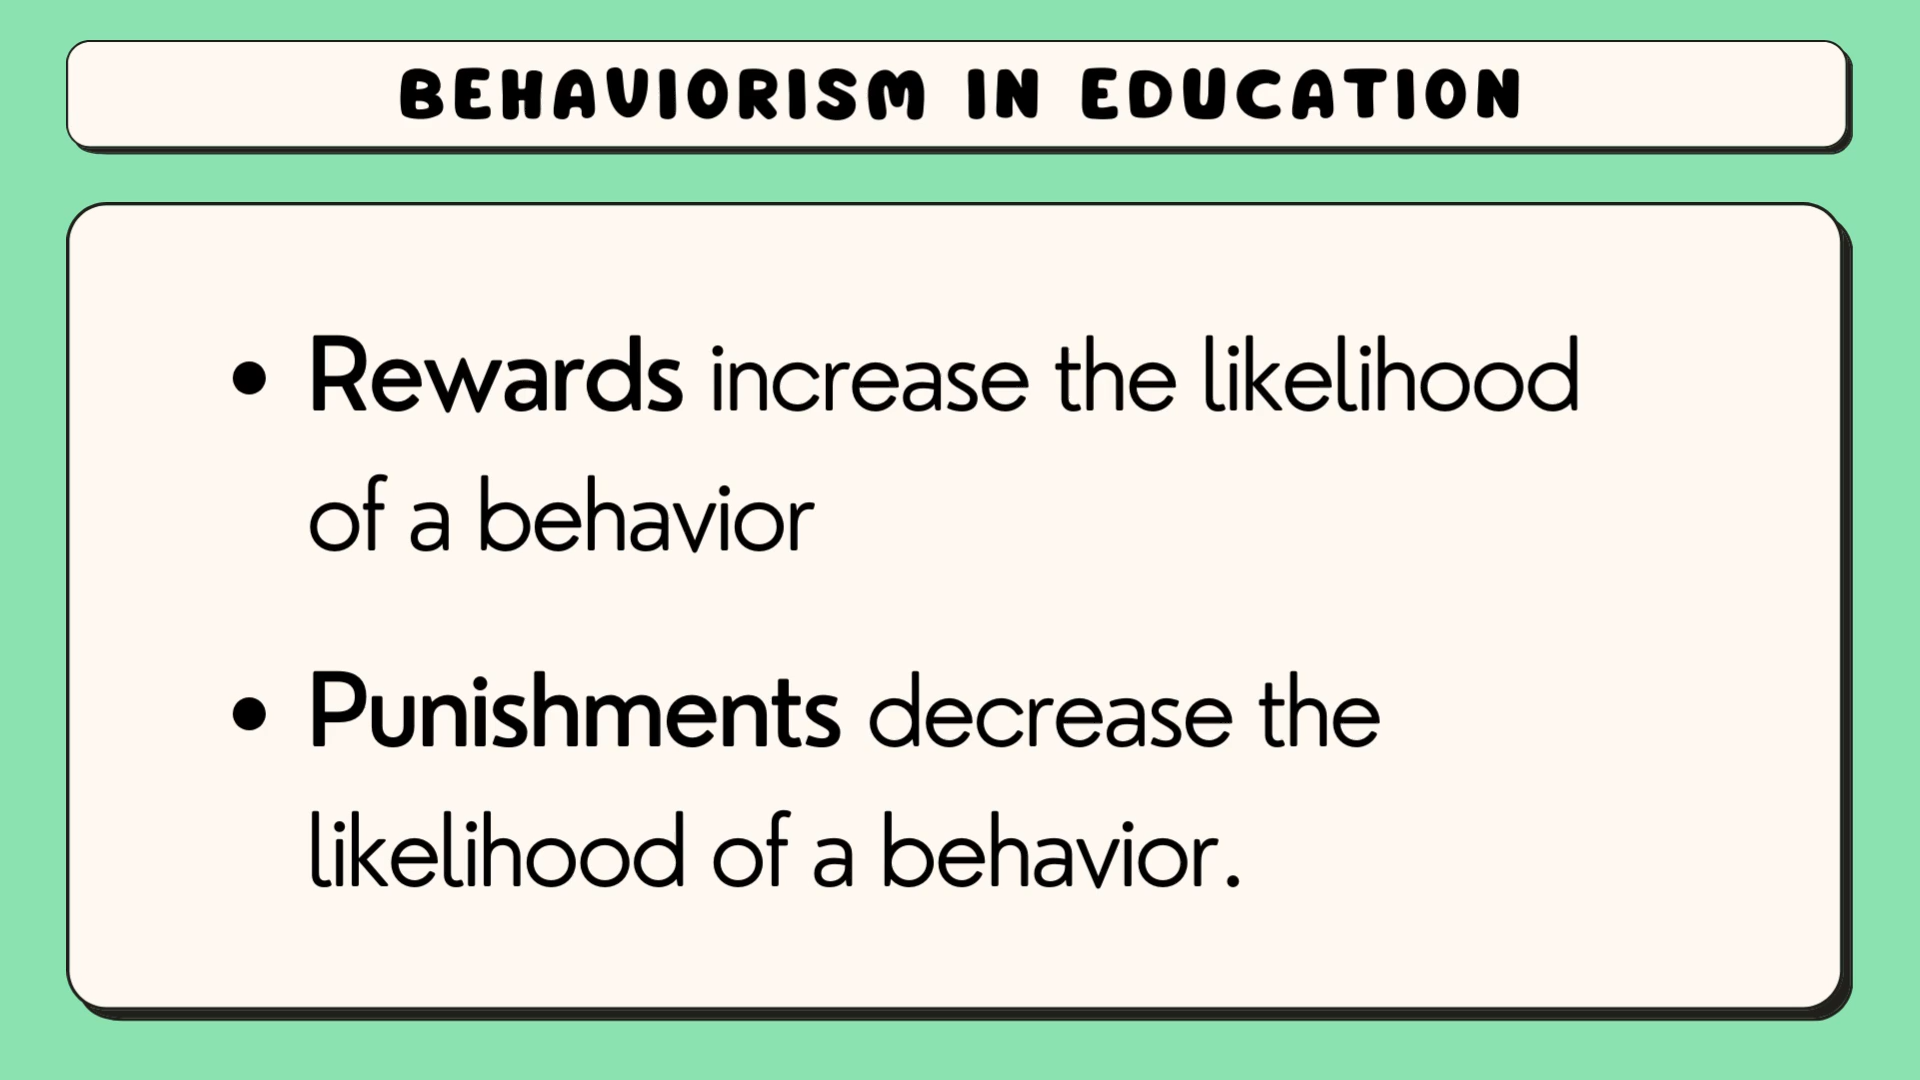 BEHAVIORISM IN EDUCATION
• Rewards increase the likelihood
of a behavior
• Punishments decrease the
likelihood of a behavior.